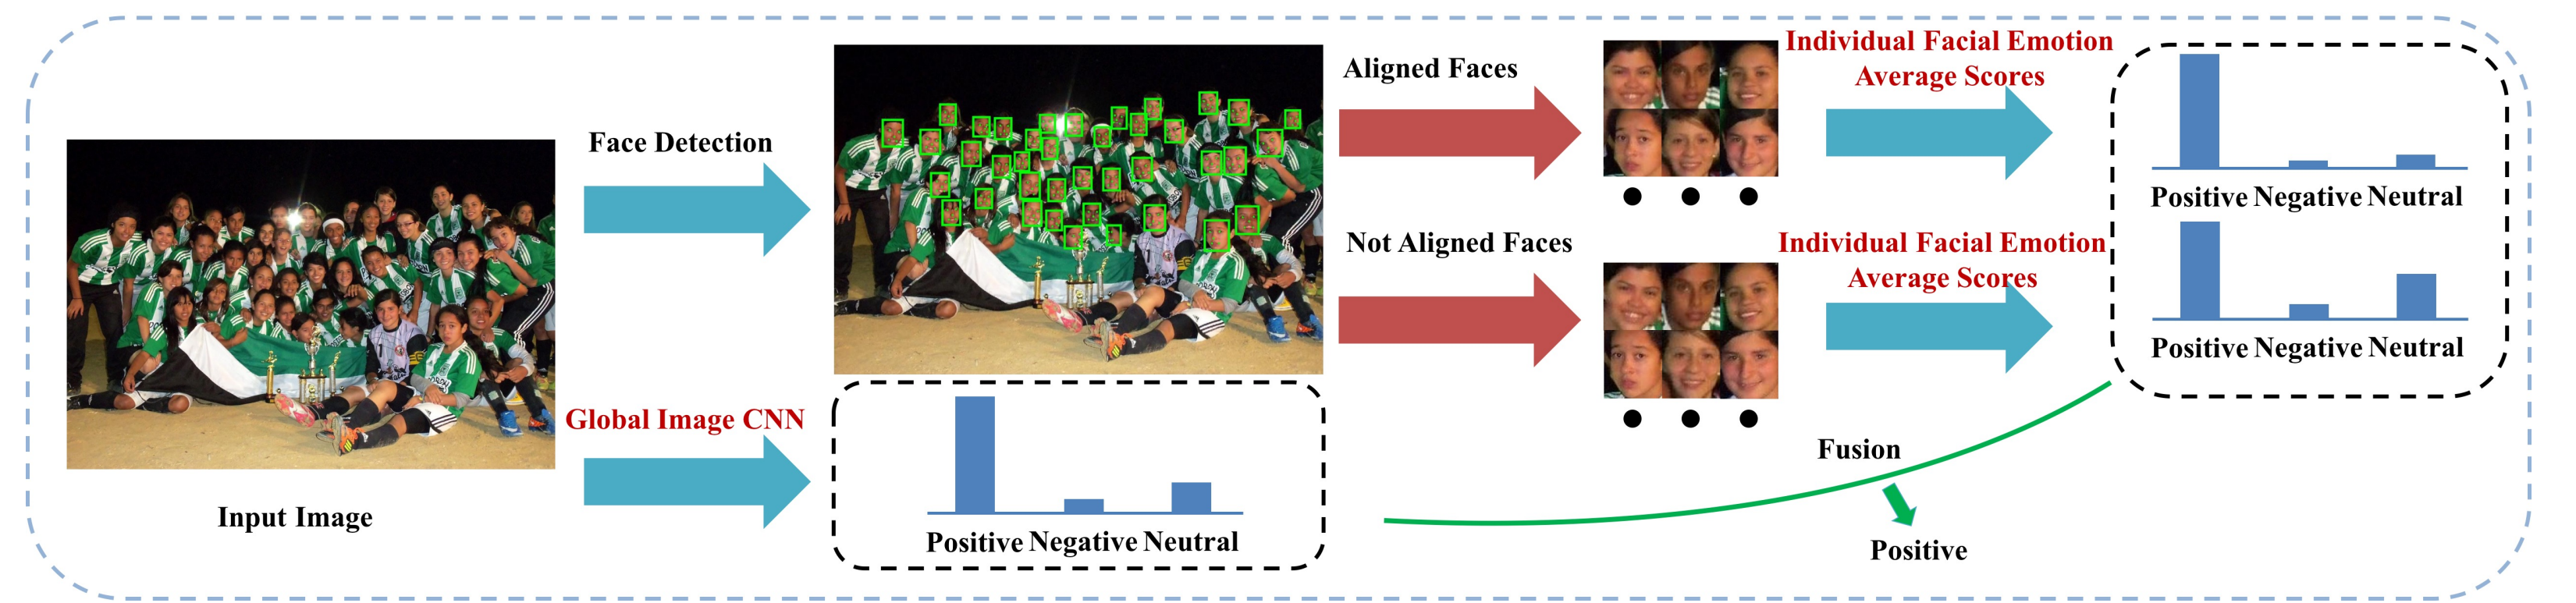 Face Detection
Global Image CNN
Input Image
Positive Negative Neutral
Aligned Faces
Not Aligned Faces
Individual Facial Emotion
Average Scores
Individual Facial Emotion
Average Scores
Positive Negative Neutral
Positive Negative Neutral
Fusion
Positive